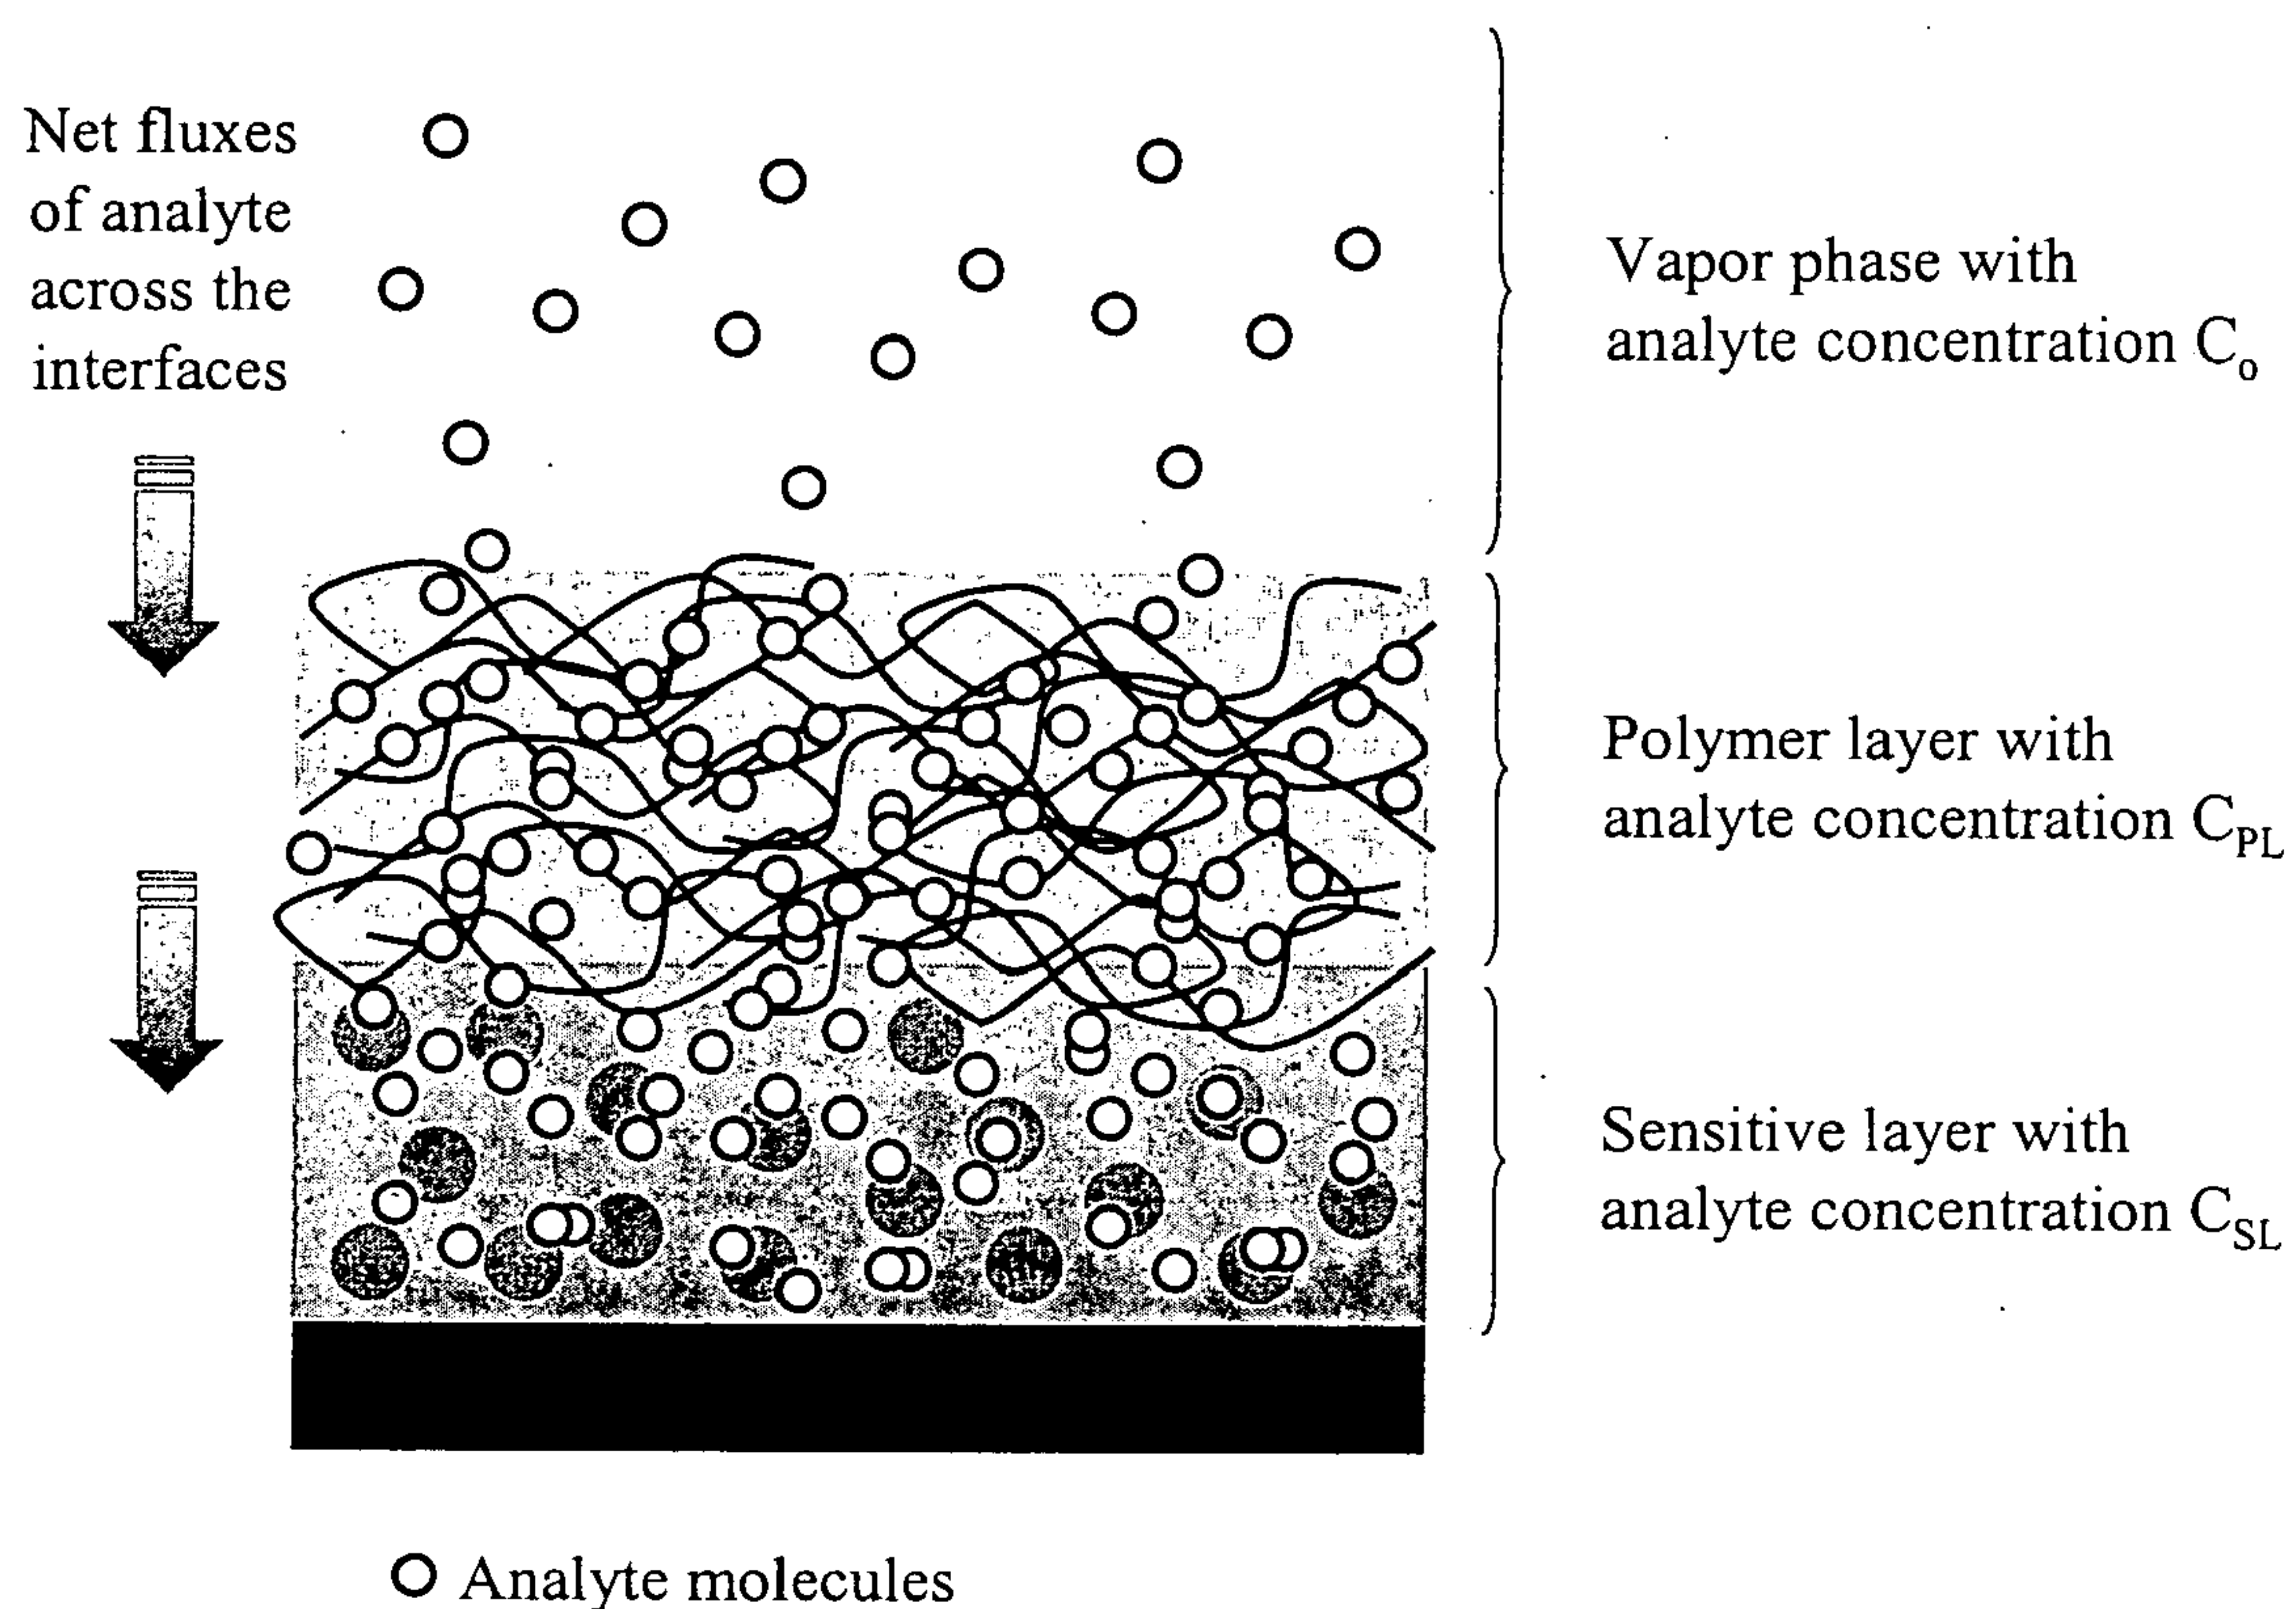 Net fluxes
of analyte
across the
interfaces
Vapor phase with
analyte concentration Co
Polymer layer with
analyte concentration CPL
Sensitive layer with
analyte concentration CSL
Analyte molecules